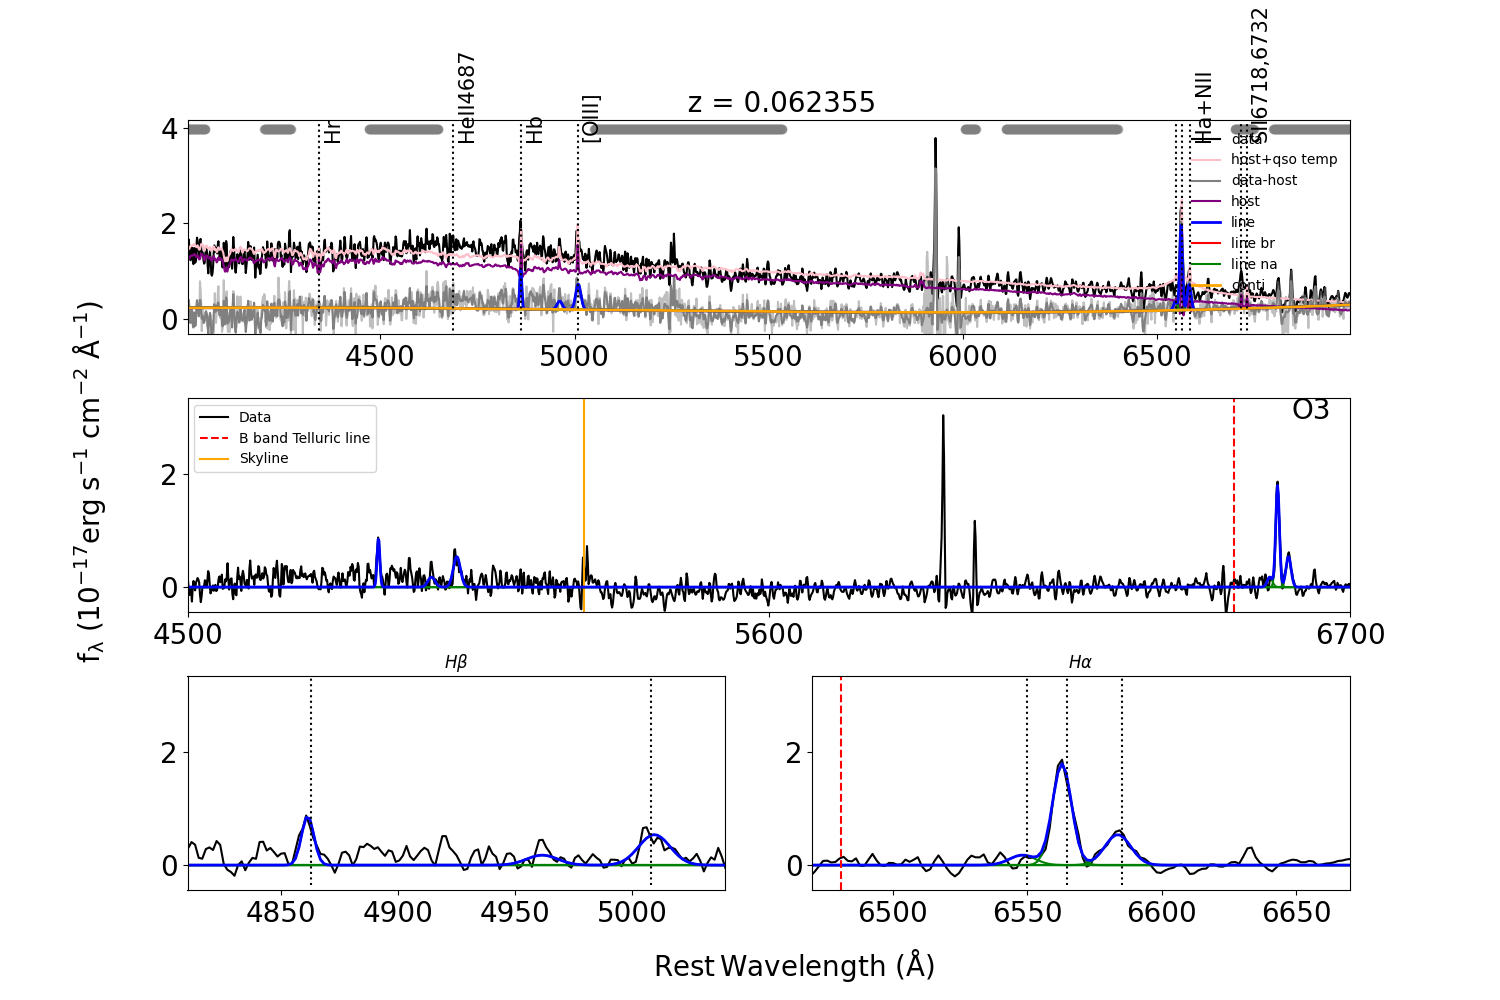 z = 0.062355
Hr
HeII4687
Hb
[OIII]
Ha+NII
SII6718,6732
4
2
0
data
host+qso temp
data-host
host
line
line br
line na
conti
4500 5000 5500 6000 6500
fλ (10⁻¹⁷erg s⁻¹ cm⁻² Å⁻¹)
O3
Data
B band Telluric line
Skyline
2
0
4500 5600 6700
Hβ
2
0
4850 4900 4950 5000
Hα
2
0
6500 6550 6600 6650
Rest Wavelength (Å)